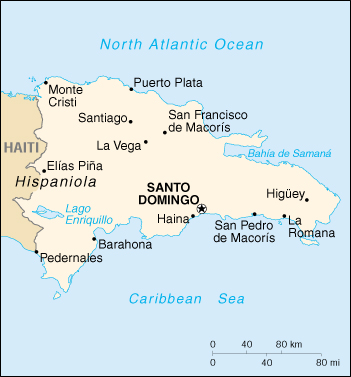 North Atlantic Ocean
Monte
Cristi
Puerto Plata
Santiago
San Francisco
de Macorís
La Vega
HAITI
Elías Piña
Bahía de Samaná
Hispaniola
SANTO
DOMINGO
Higüey
Lago
Enriquillo
Haina
San Pedro
de Macorís
La
Romana
Barahona
Pedernales
Caribbean Sea
0 40 80 km
0 40 80 mi